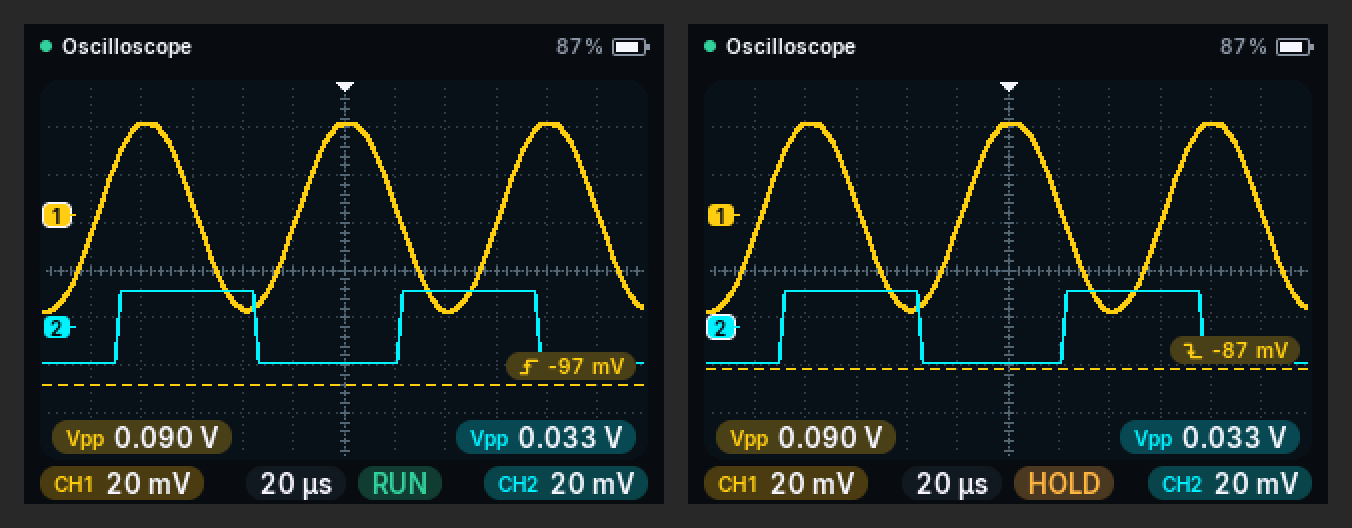 Oscilloscope 87%
1
2
-97 mV
Vpp 0.090 V Vpp 0.033 V
CH1 20 mV 20 µs RUN CH2 20 mV
Oscilloscope 87%
1
2
-87 mV
Vpp 0.090 V Vpp 0.033 V
CH1 20 mV 20 µs HOLD CH2 20 mV